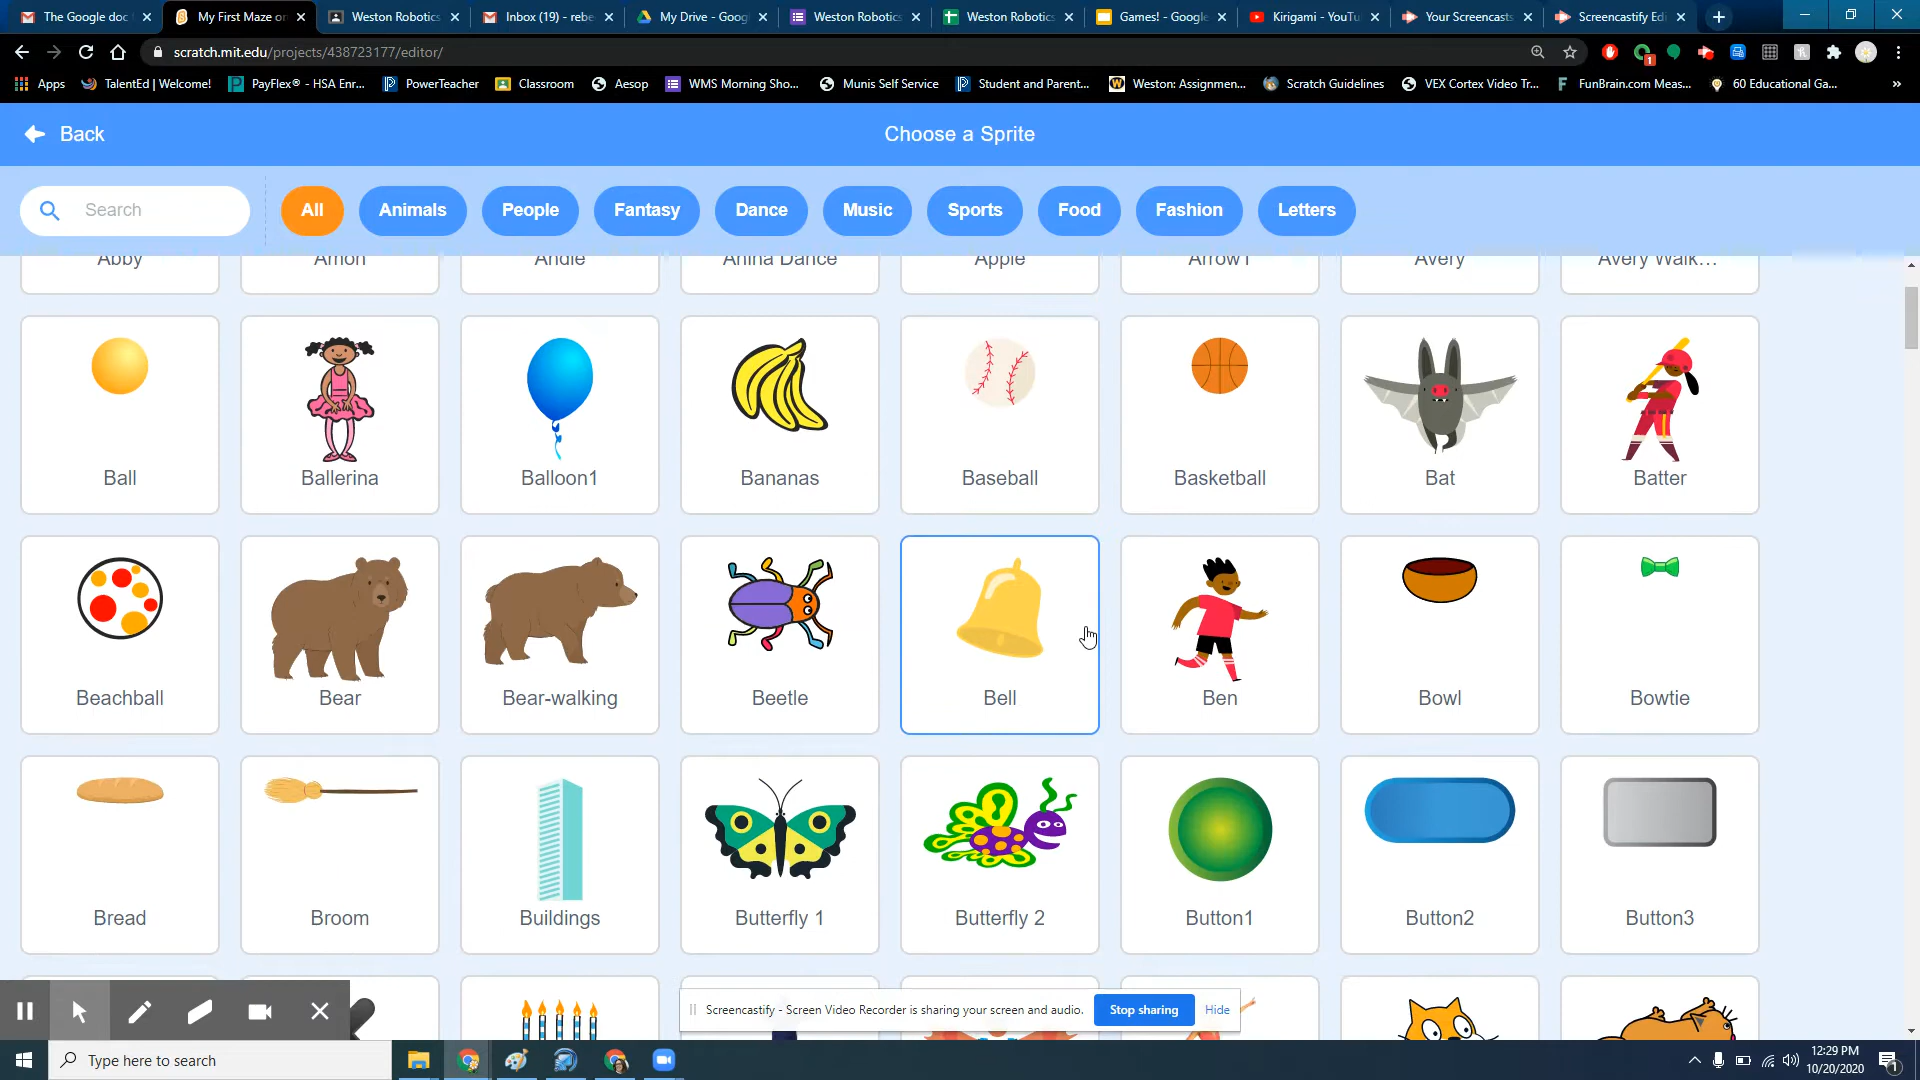 The Google doc
My First Maze on
Weston Robotics
Inbox (19) - rebe
My Drive - Goog
Weston Robotics
Weston Robotics
Games! - Google
Kirigami - YouTu
Your Screencasts
Screencastify Edi
scratch.mit.edu/projects/438723177/editor/
1
Apps
TalentEd | Welcome!
PayFlex® - HSA Enr...
PowerTeacher
Classroom
Aesop
WMS Morning Sho...
Munis Self Service
Student and Parent...
Weston: Assignmen...
Scratch Guidelines
VEX Cortex Video Tr...
FunBrain.com Meas...
60 Educational Ga...
Back
Choose a Sprite
Search
All
Animals
People
Fantasy
Dance
Music
Sports
Food
Fashion
Letters
Abby
Amon
Andie
Anina Dance
Apple
Arrow1
Avery
Avery Walk...
Ball
Ballerina
Balloon1
Bananas
Baseball
Basketball
Bat
Batter
Beachball
Bear
Bear-walking
Beetle
Bell
Ben
Bowl
Bowtie
Bread
Broom
Buildings
Butterfly 1
Butterfly 2
Button1
Button2
Button3
Screencastify - Screen Video Recorder is sharing your screen and audio.
Stop sharing
Hide
Type here to search
12:29 PM
10/20/2020
1